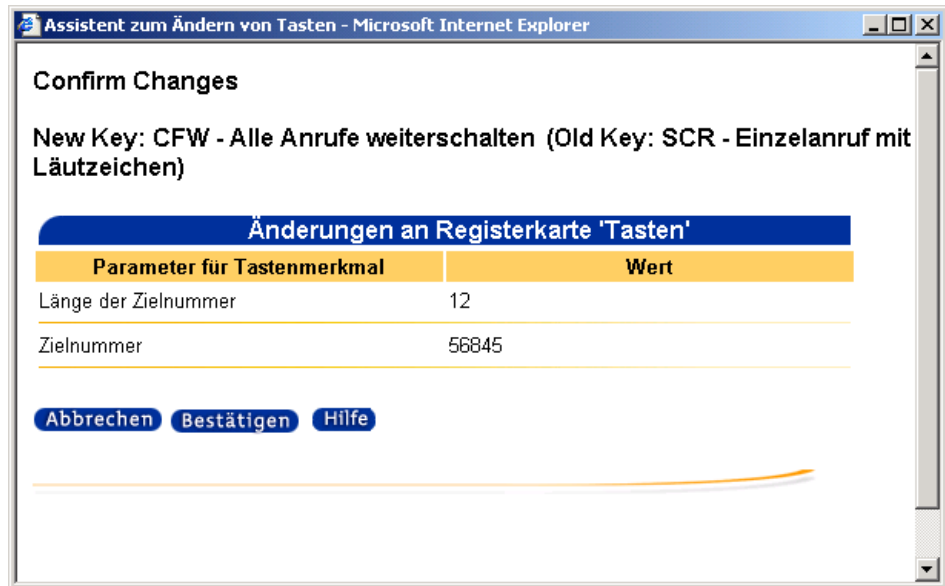 Assistent zum Ändern von Tasten - Microsoft Internet Explorer
Confirm Changes
New Key: CFW - Alle Anrufe weiterschalten (Old Key: SCR - Einzelanruf mit
Läutzeichen)
Änderungen an Registerkarte 'Tasten'
Parameter für Tastenmerkmal Wert
Länge der Zielnummer 12
Zielnummer 56845
Abbrechen Bestätigen Hilfe